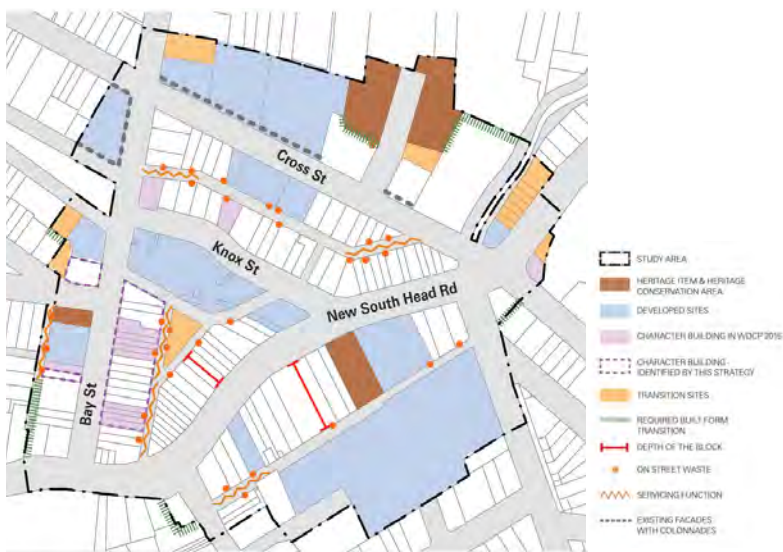 Cross St
Knox St
New South Head Rd
Bay St
STUDY AREA
HERITAGE ITEM & HERITAGE
CONSERVATION AREA
DEVELOPED SITES
CHARACTER BUILDING IN WDCP 2015
CHARACTER BUILDING
IDENTIFIED BY THIS STRATEGY
TRANSITION SITES
REQUIRED BUILT FORM
TRANSITION
DEPTH OF THE BLOCK
ON STREET WASTE
SERVICING FUNCTION
EXISTING FACADES
WITH COLONNADES